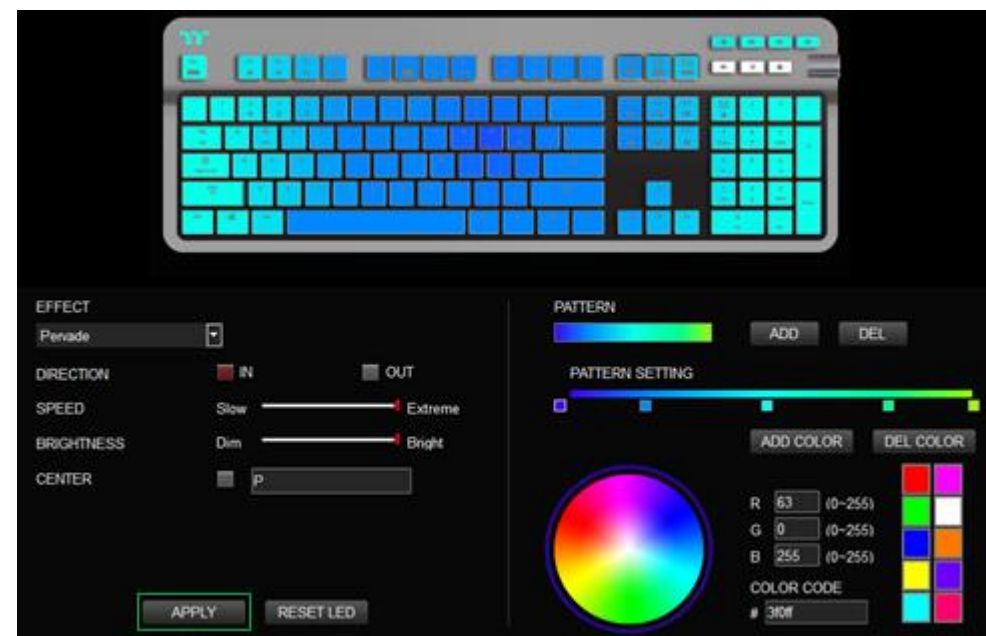 EFFECT
Pervade
DIRECTION IN OUT
SPEED Slow Extreme
BRIGHTNESS Dim Bright
CENTER P
APPLY RESET LED
PATTERN
ADD DEL
PATTERN SETTING
ADD COLOR DEL COLOR
R 63 (0~255)
G 0 (0~255)
B 255 (0~255)
COLOR CODE
# 3f0ff